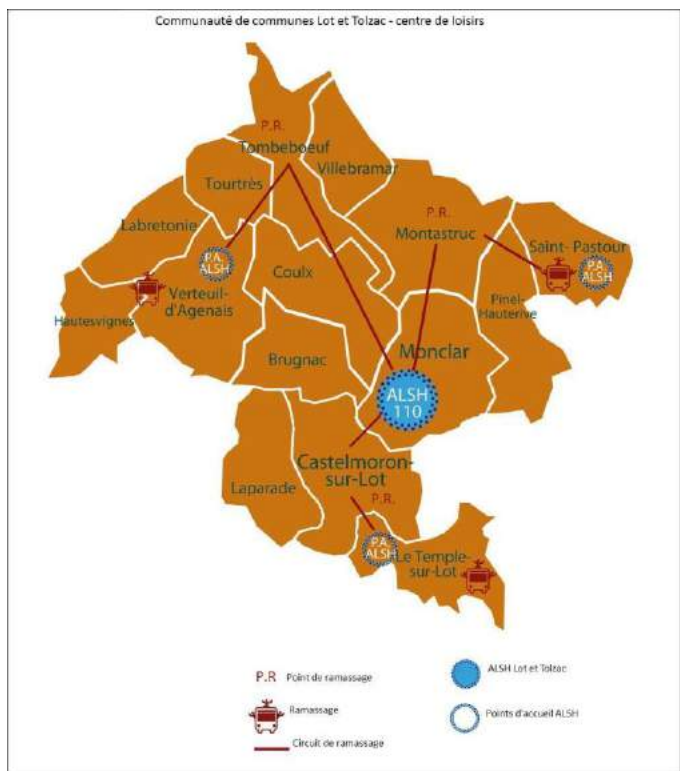 Communauté de communes Lot et Tolzac - centre de loisirs
P.R.
Tombeboeuf
Villebramar
Tourtrès
P.R.
Labretonie
Montastruc
Saint- Pastour
P.A.
ALSH
P.A.
ALSH
Coulx
Verteuil-
d'Agenais
Pinel-
Hauterive
Hautesvignes
Monclar
Brugnac
ALSH
110
Castelmoron-
sur-Lot
Laparade
P.R.
P.A.
ALSH
Le Temple-
sur-Lot
P.R Point de ramassage
ALSH Lot et Tolzac
Ramassage
Points d'accueil ALSH
Circuit de ramassage